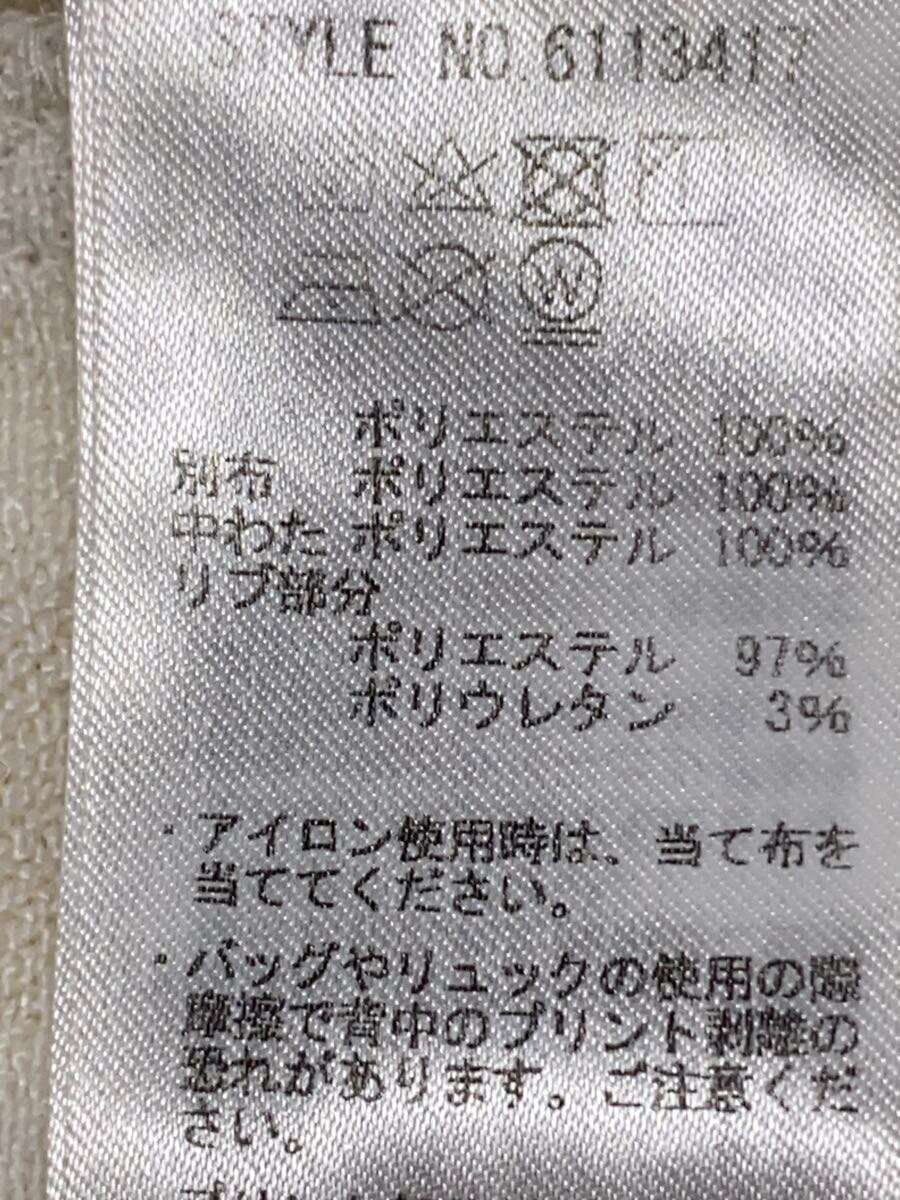 STYLE NO.6113417
W
ポリエステル 100%
別布 ポリエステル 100%
中わた ポリエステル 100%
リブ部分
ポリエステル 97%
ポリウレタン 3%
・アイロン使用時は、当て布を
当ててください。
・バッグやリュックの使用の際
摩擦で背中のプリント剥離の
恐れがあります。ご注意くだ
さい。